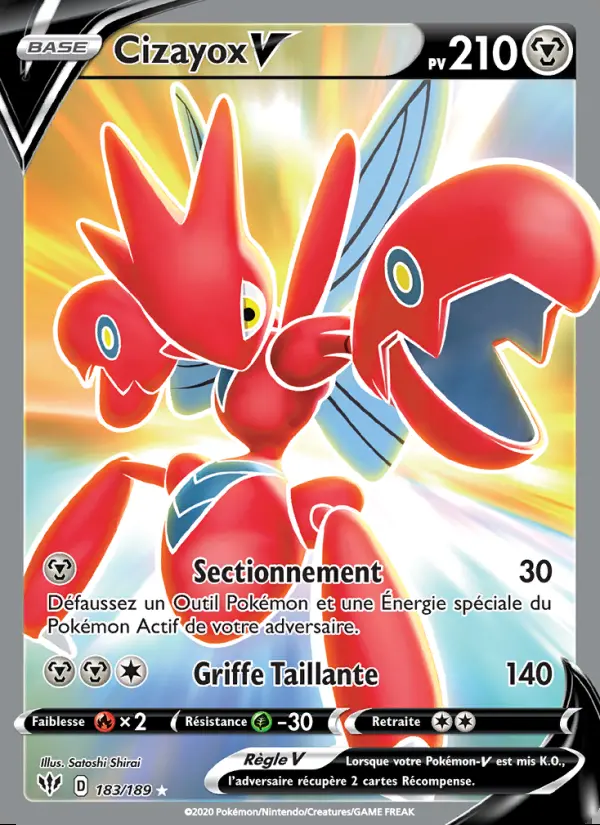 BASE Cizayox V PV 210
Sectionnement 30
Défaussez un Outil Pokémon et une Énergie spéciale du
Pokémon Actif de votre adversaire.
Griffe Taillante 140
Faiblesse ×2 Résistance -30 Retraite
Illus. Satoshi Shirai
Règle V Lorsque votre Pokémon-V est mis K.O.,
l'adversaire récupère 2 cartes Récompense.
D 183/189 ★
©2020 Pokémon/Nintendo/Creatures/GAME FREAK